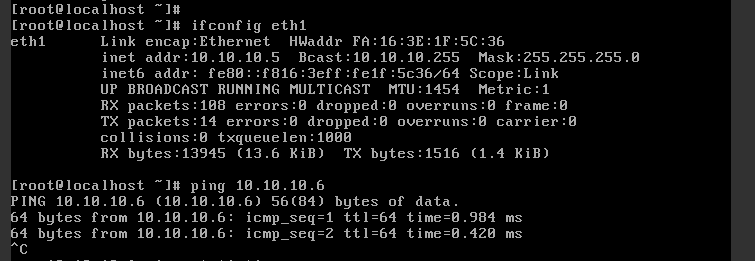 [root@localhost ~]#
[root@localhost ~]# ifconfig eth1
eth1      Link encap:Ethernet  HWaddr FA:16:3E:1F:5C:36
          inet addr:10.10.10.5  Bcast:10.10.10.255  Mask:255.255.255.0
          inet6 addr: fe80::f816:3eff:fe1f:5c36/64 Scope:Link
          UP BROADCAST RUNNING MULTICAST  MTU:1454  Metric:1
          RX packets:108 errors:0 dropped:0 overruns:0 frame:0
          TX packets:14 errors:0 dropped:0 overruns:0 carrier:0
          collisions:0 txqueuelen:1000
          RX bytes:13945 (13.6 KiB)  TX bytes:1516 (1.4 KiB)
[root@localhost ~]# ping 10.10.10.6
PING 10.10.10.6 (10.10.10.6) 56(84) bytes of data.
64 bytes from 10.10.10.6: icmp_seq=1 ttl=64 time=0.984 ms
64 bytes from 10.10.10.6: icmp_seq=2 ttl=64 time=0.420 ms
^C